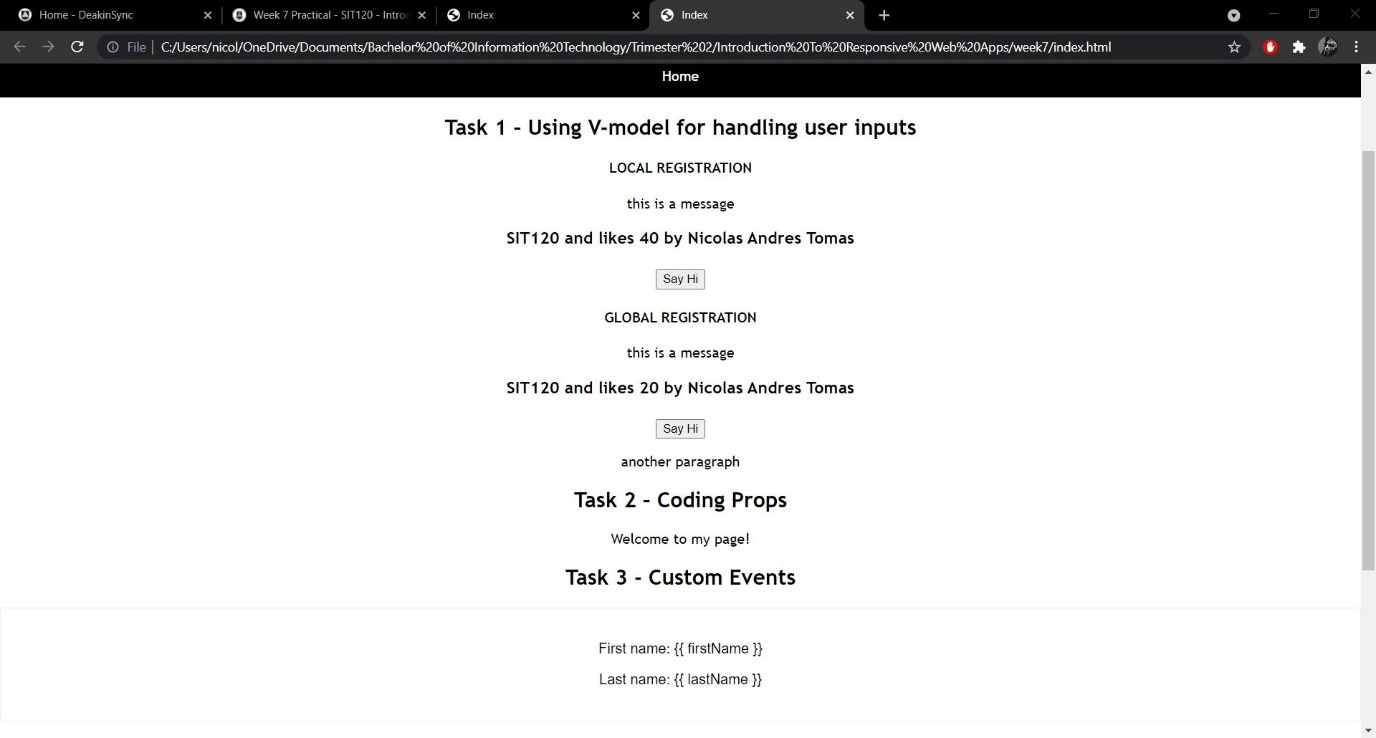 Home - DeakinSync
Week 7 Practical - SIT120 - Introd
Index
Index
File
C:/Users/nicol/OneDrive/Documents/Bachelor%20of%20Information%20Technology/Trimester%202/Introduction%20To%20Responsive%20Web%20Apps/week7/index.html
Home
Task 1 - Using V-model for handling user inputs
LOCAL REGISTRATION
this is a message
SIT120 and likes 40 by Nicolas Andres Tomas
Say Hi
GLOBAL REGISTRATION
this is a message
SIT120 and likes 20 by Nicolas Andres Tomas
Say Hi
another paragraph
Task 2 - Coding Props
Welcome to my page!
Task 3 - Custom Events
First name: {{ firstName }}
Last name: {{ lastName }}